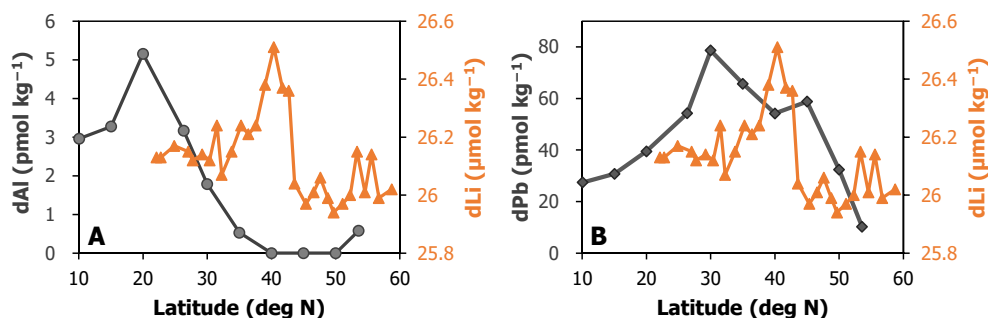 6
5
4
3
2
1
0
dAl (pmol kg⁻¹)
A
10 20 30 40 50 60
Latitude (deg N)
26.6
26.4
26.2
26
25.8
dLi (μmol kg⁻¹)
80
60
40
20
0
dPb (pmol kg⁻¹)
B
10 20 30 40 50 60
Latitude (deg N)
26.6
26.4
26.2
26
25.8
dLi (μmol kg⁻¹)